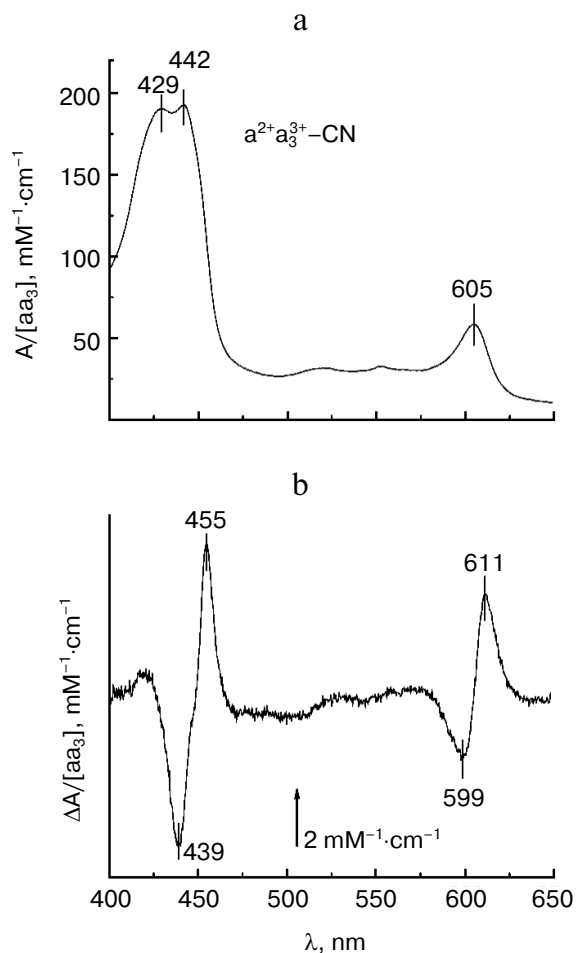 a
429
442
a²⁺a₃³⁺–CN
605
200
150
100
50
A/[aa₃], mM⁻¹·cm⁻¹
b
455
611
439
599
2 mM⁻¹·cm⁻¹
ΔA/[aa₃], mM⁻¹·cm⁻¹
400 450 500 550 600 650
λ, nm